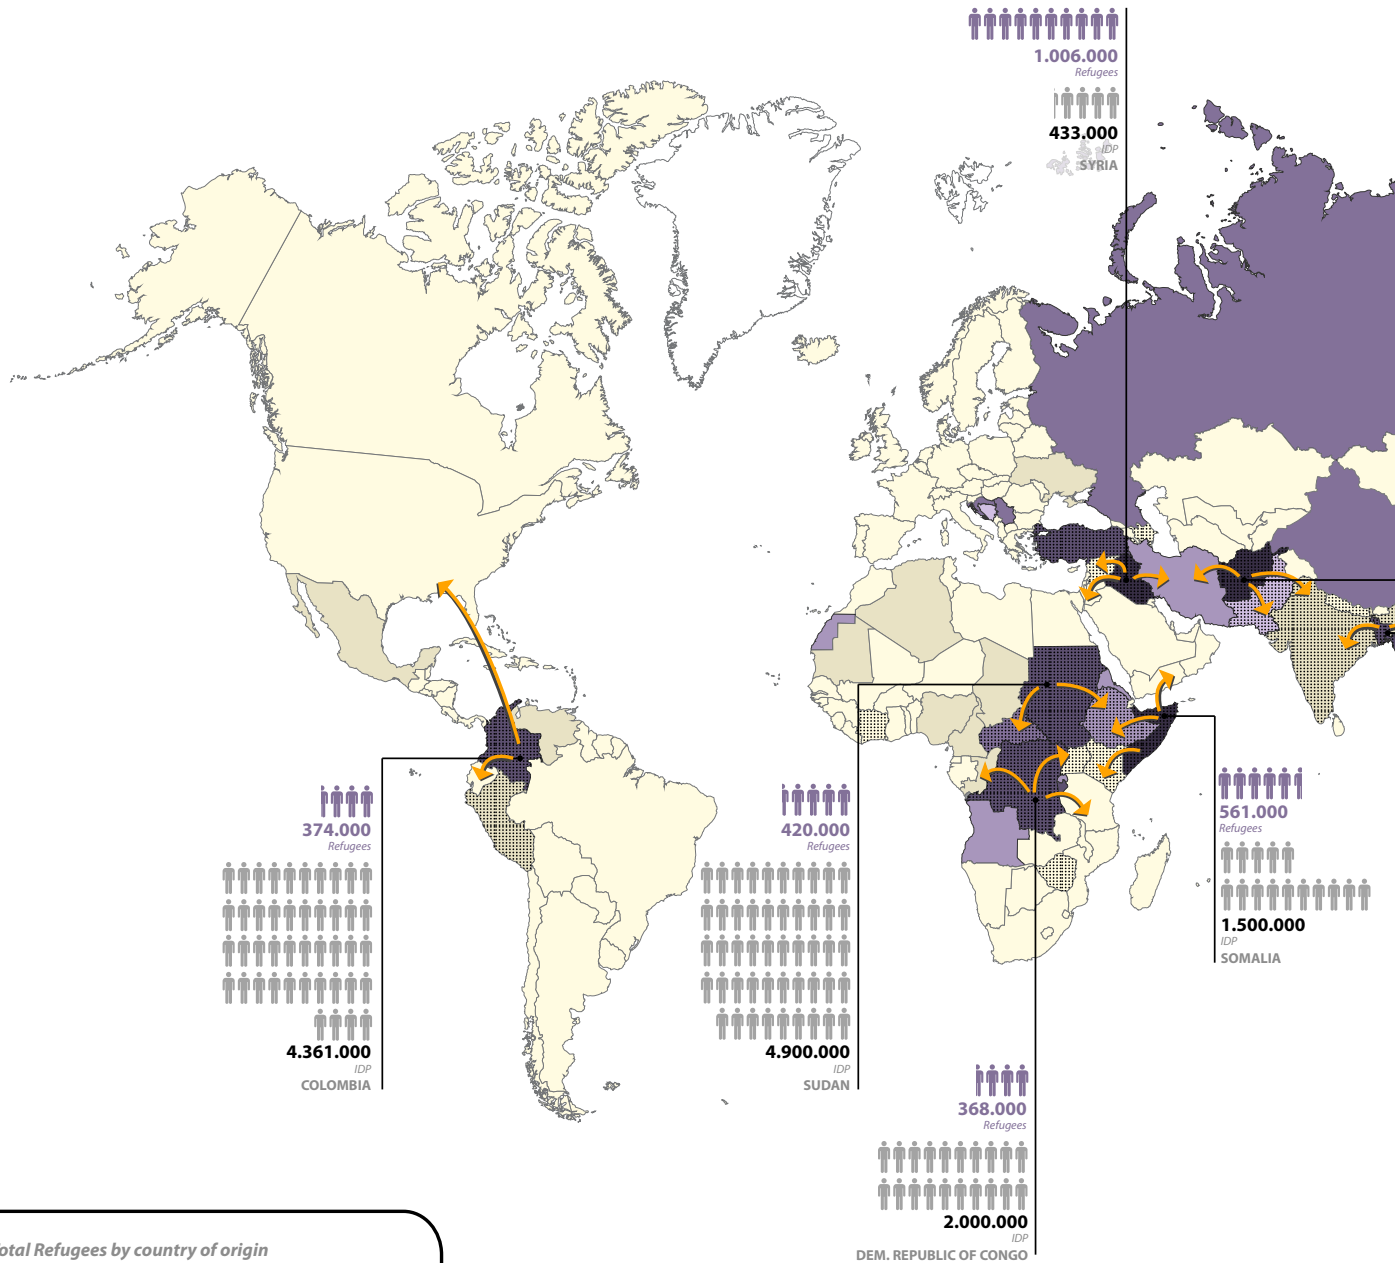 1.006.000
Refugees
433.000
IDP
SYRIA
374.000
Refugees
4.361.000
IDP
COLOMBIA
420.000
Refugees
4.900.000
IDP
SUDAN
561.000
Refugees
1.500.000
IDP
SOMALIA
368.000
Refugees
2.000.000
IDP
DEM. REPUBLIC OF CONGO
otal Refugees by country of origin